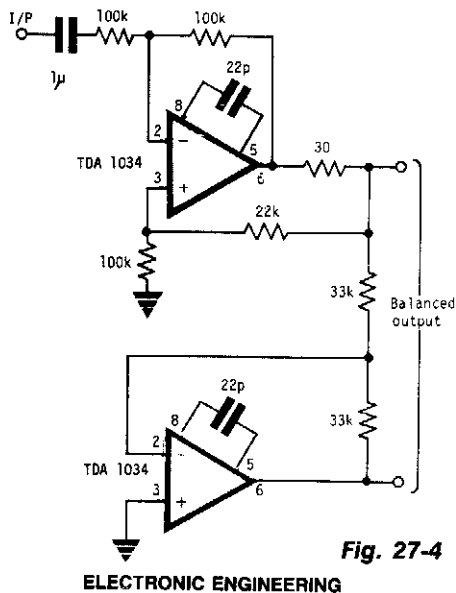 I/P
1μ
100k
100k
22p
8
2
-
5
TDA 1034
3
+
6
30
22k
100k
33k
Balanced
output
22p
8
33k
2
-
5
TDA 1034
3
+
6
Fig. 27-4
ELECTRONIC ENGINEERING